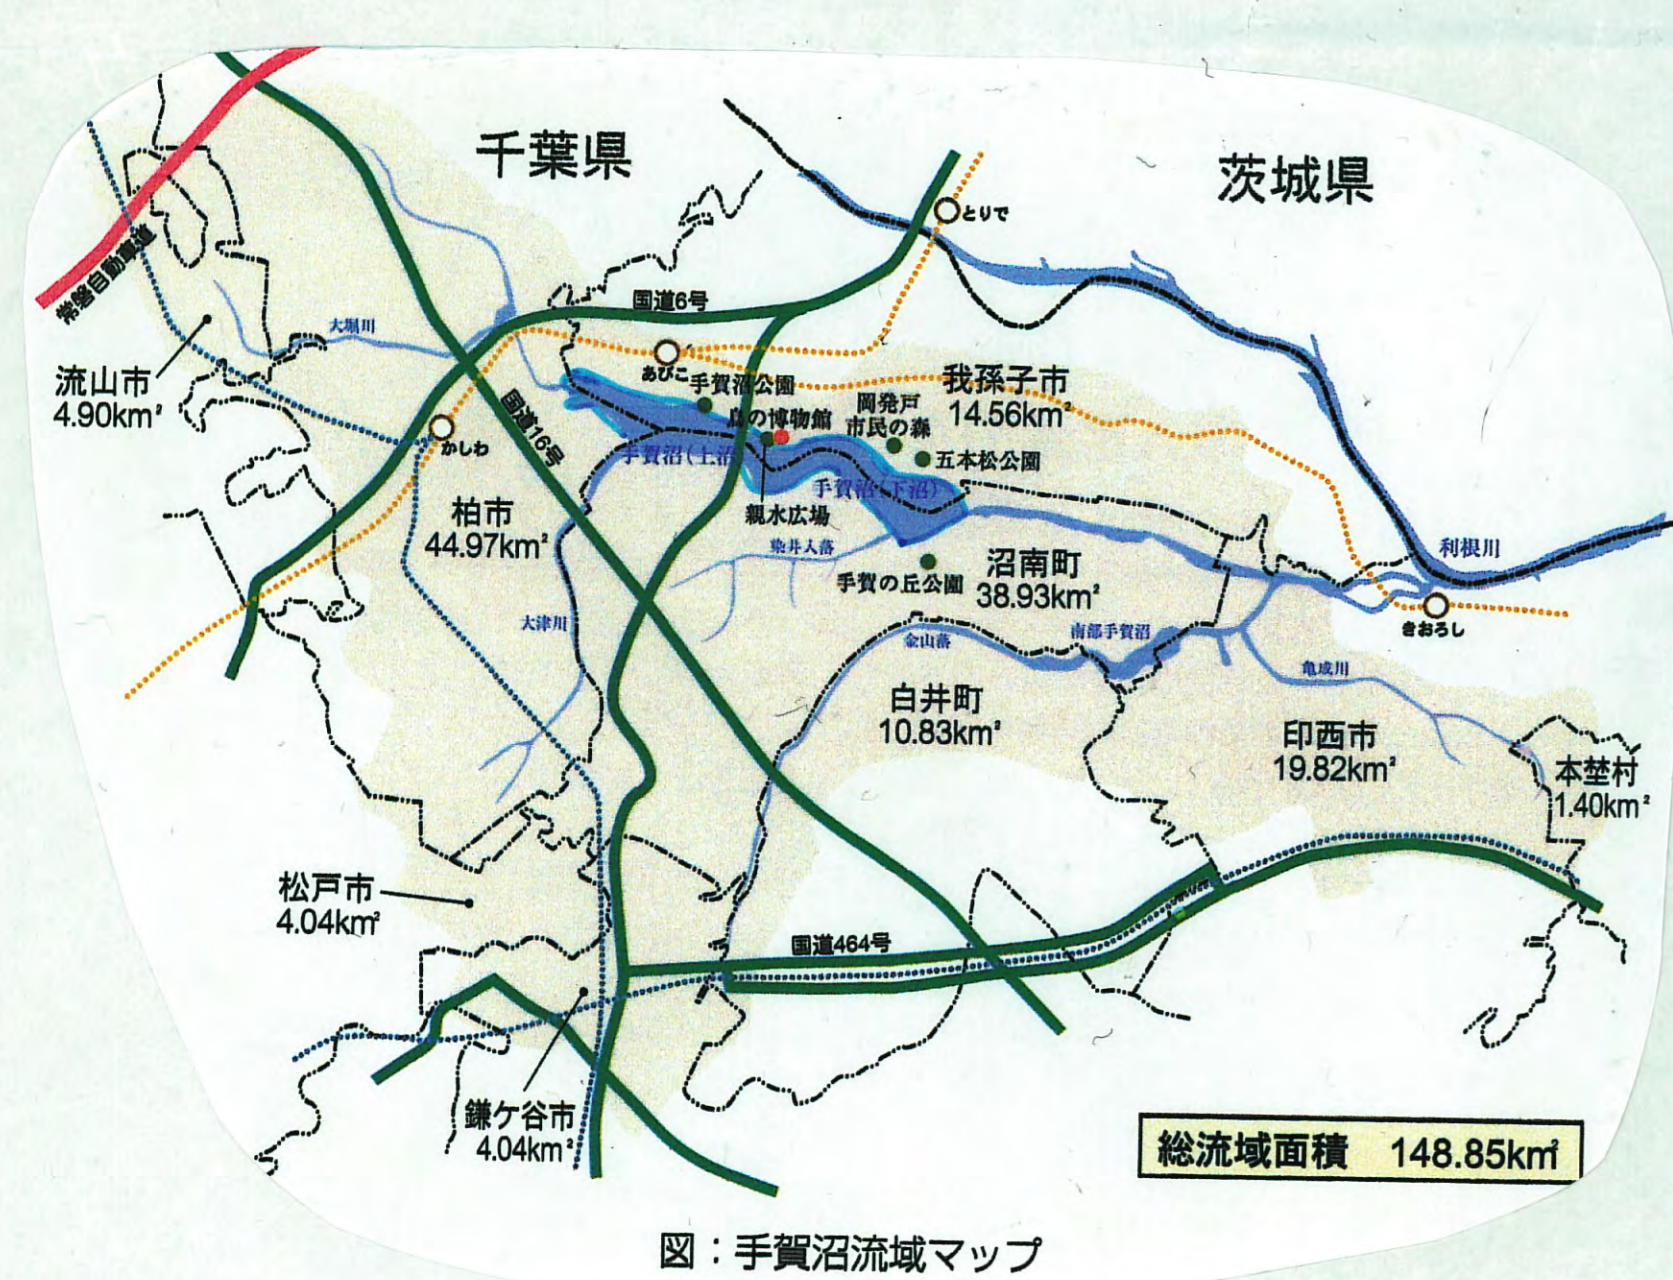 千葉県
茨城県
とりで
国道6号
常磐自動車道
大堀川
流山市
4.90km²
あびこ
手賀沼公園
我孫子市
14.56km²
岡発戸
市民の森
鳥の博物館
国道16号
かしわ
手賀沼(上沼)
五本松公園
手賀沼(下沼)
柏市
44.97km²
親水広場
染井入落
沼南町
38.93km²
手賀の丘公園
利根川
きおろし
大津川
金山落
南部手賀沼
亀成川
白井町
10.83km²
印西市
19.82km²
本埜村
1.40km²
松戸市
4.04km²
国道464号
鎌ケ谷市
4.04km²
総流域面積 148.85km²
図：手賀沼流域マップ